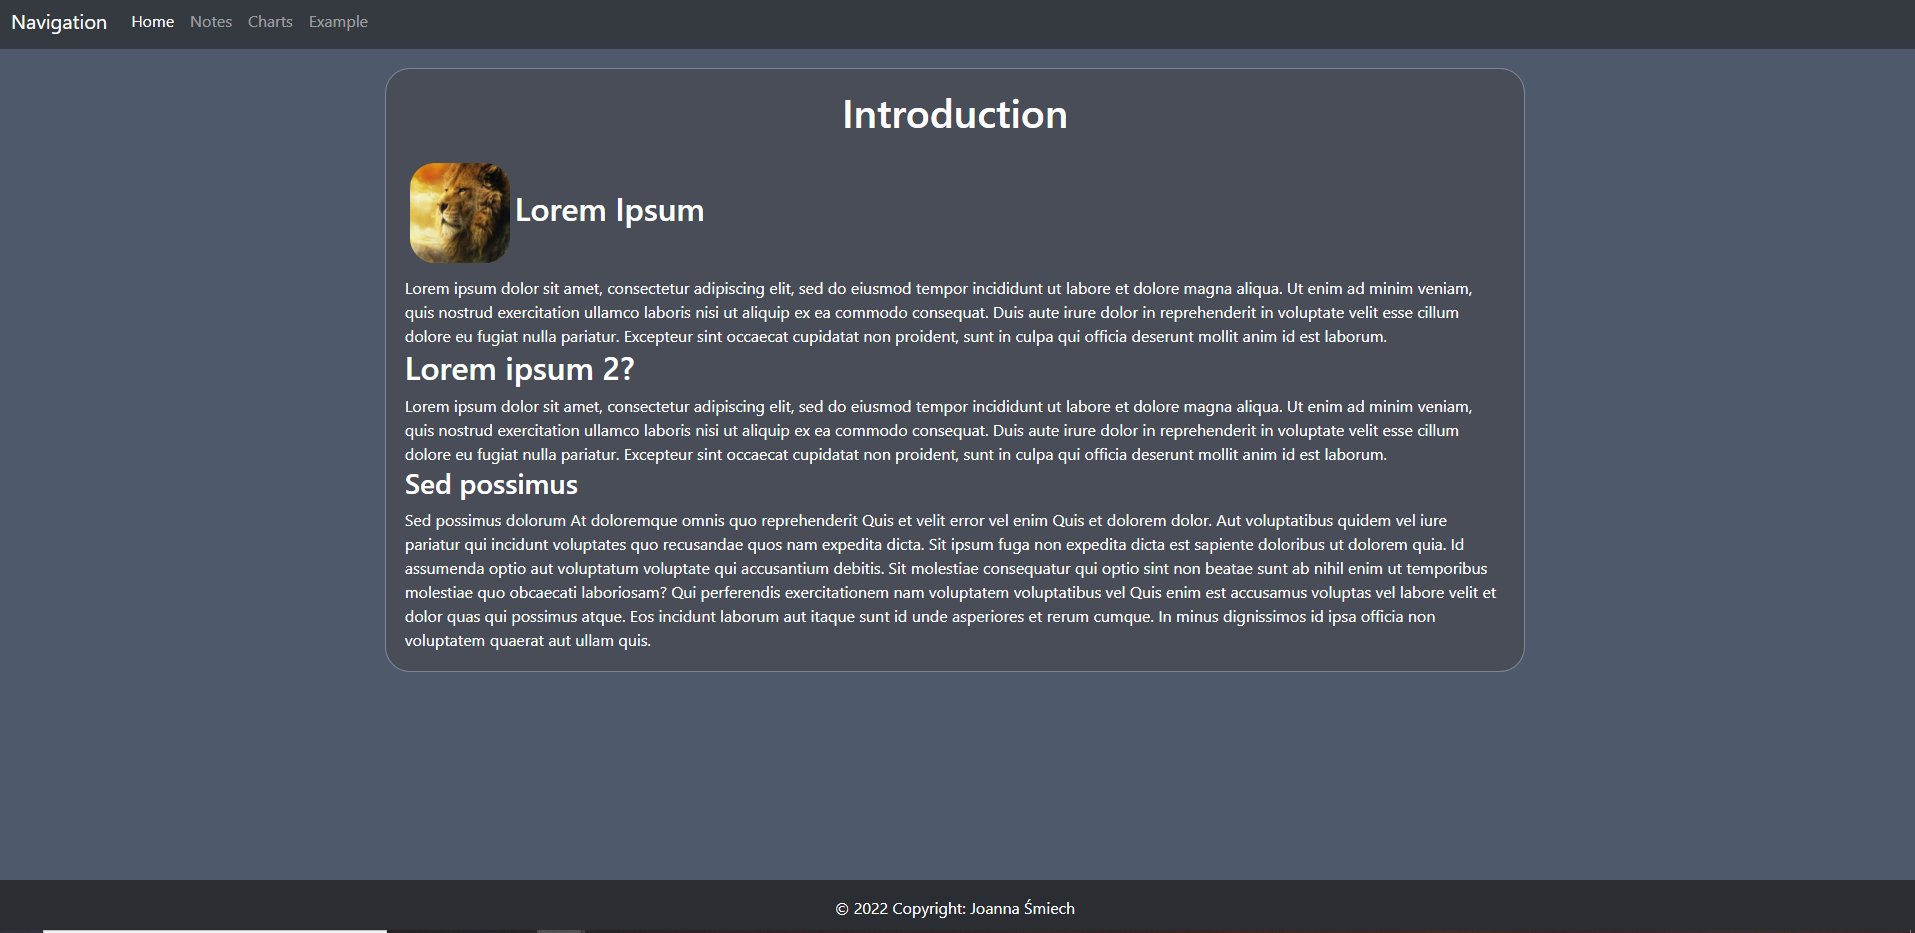 Navigation Home Notes Charts Example
Introduction
Lorem Ipsum
Lorem ipsum dolor sit amet, consectetur adipiscing elit, sed do eiusmod tempor incididunt ut labore et dolore magna aliqua. Ut enim ad minim veniam,
quis nostrud exercitation ullamco laboris nisi ut aliquip ex ea commodo consequat. Duis aute irure dolor in reprehenderit in voluptate velit esse cillum
dolore eu fugiat nulla pariatur. Excepteur sint occaecat cupidatat non proident, sunt in culpa qui officia deserunt mollit anim id est laborum.
Lorem ipsum 2?
Lorem ipsum dolor sit amet, consectetur adipiscing elit, sed do eiusmod tempor incididunt ut labore et dolore magna aliqua. Ut enim ad minim veniam,
quis nostrud exercitation ullamco laboris nisi ut aliquip ex ea commodo consequat. Duis aute irure dolor in reprehenderit in voluptate velit esse cillum
dolore eu fugiat nulla pariatur. Excepteur sint occaecat cupidatat non proident, sunt in culpa qui officia deserunt mollit anim id est laborum.
Sed possimus
Sed possimus dolorum At doloremque omnis quo reprehenderit Quis et velit error vel enim Quis et dolorem dolor. Aut voluptatibus quidem vel iure
pariatur qui incidunt voluptates quo recusandae quos nam expedita dicta. Sit ipsum fuga non expedita dicta est sapiente doloribus ut dolorem quia. Id
assumenda optio aut voluptatum voluptate qui accusantium debitis. Sit molestiae consequatur qui optio sint non beatae sunt ab nihil enim ut temporibus
molestiae quo obcaecati laboriosam? Qui perferendis exercitationem nam voluptatem voluptatibus vel Quis enim est accusamus voluptas vel labore velit et
dolor quas qui possimus atque. Eos incidunt laborum aut itaque sunt id unde asperiores et rerum cumque. In minus dignissimos id ipsa officia non
voluptatem quaerat aut ullam quis.
© 2022 Copyright: Joanna Śmiech